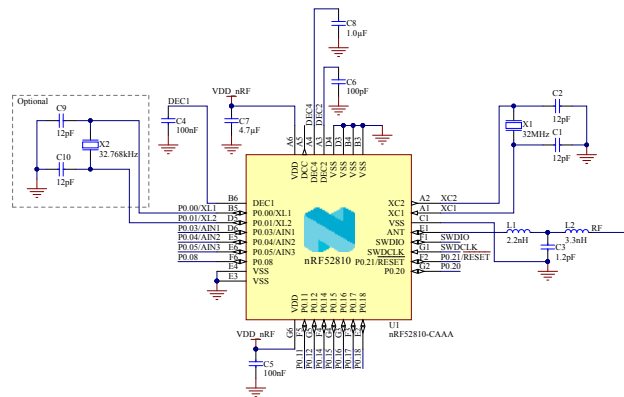 C8
1.0µF
C6
100pF
VDD_nRF
DEC1
DEC4
DEC2
Optional
C9
12pF
X2
32.768kHz
C10
12pF
C4
100nF
C7
4.7µF
C2
12pF
X1
32MHz
C1
12pF
A6
A5
A4
A3
D4
D3
B4
B3
VDD
DCC
DEC4
DEC2
VSS
VSS
VSS
VSS
B6
DEC1
P0.00/XL1
B5
P0.00/XL1
P0.01/XL2
D5
P0.01/XL2
P0.03/AIN1
D6
P0.03/AIN1
P0.04/AIN2
E5
P0.04/AIN2
P0.05/AIN3
E6
P0.05/AIN3
P0.08
F6
P0.08
E4
VSS
E3
VSS
nRF52810
XC2
A2
XC2
XC1
A1
XC1
VSS
C1
ANT
E1
SWDIO
F1
SWDIO
SWDCLK
G1
SWDCLK
P0.21/RESET
F2
P0.21/RESET
P0.20
G2
P0.20
L1
2.2nH
L2
3.3nH
RF
C3
1.2pF
VDD
P0.11
P0.12
P0.14
P0.15
P0.16
P0.17
P0.18
U1
nRF52810-CAAA
G6
F5
G5
F4
G4
G3
VDD_nRF
C5
100nF
P0.11
P0.12
P0.14
P0.15
P0.16
P0.17
P0.18